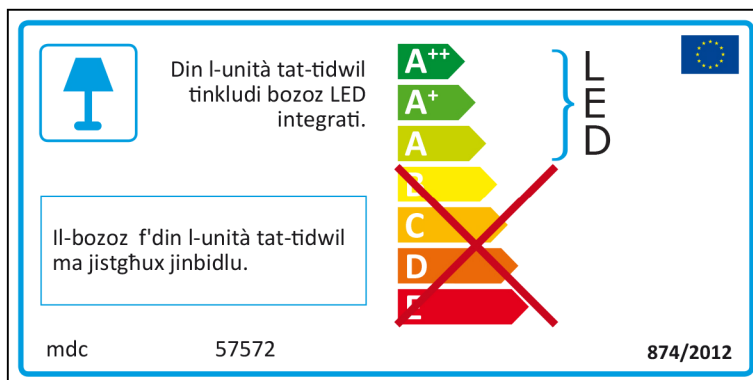 Din l-unità tat-tidwil
tinkludi bozoz LED
integrati.
A++
A+
A
B
C
D
E
L
E
D
Il-bozoz f'din l-unità tat-tidwil
ma jistgħux jinbidlu.
mdc 57572
874/2012